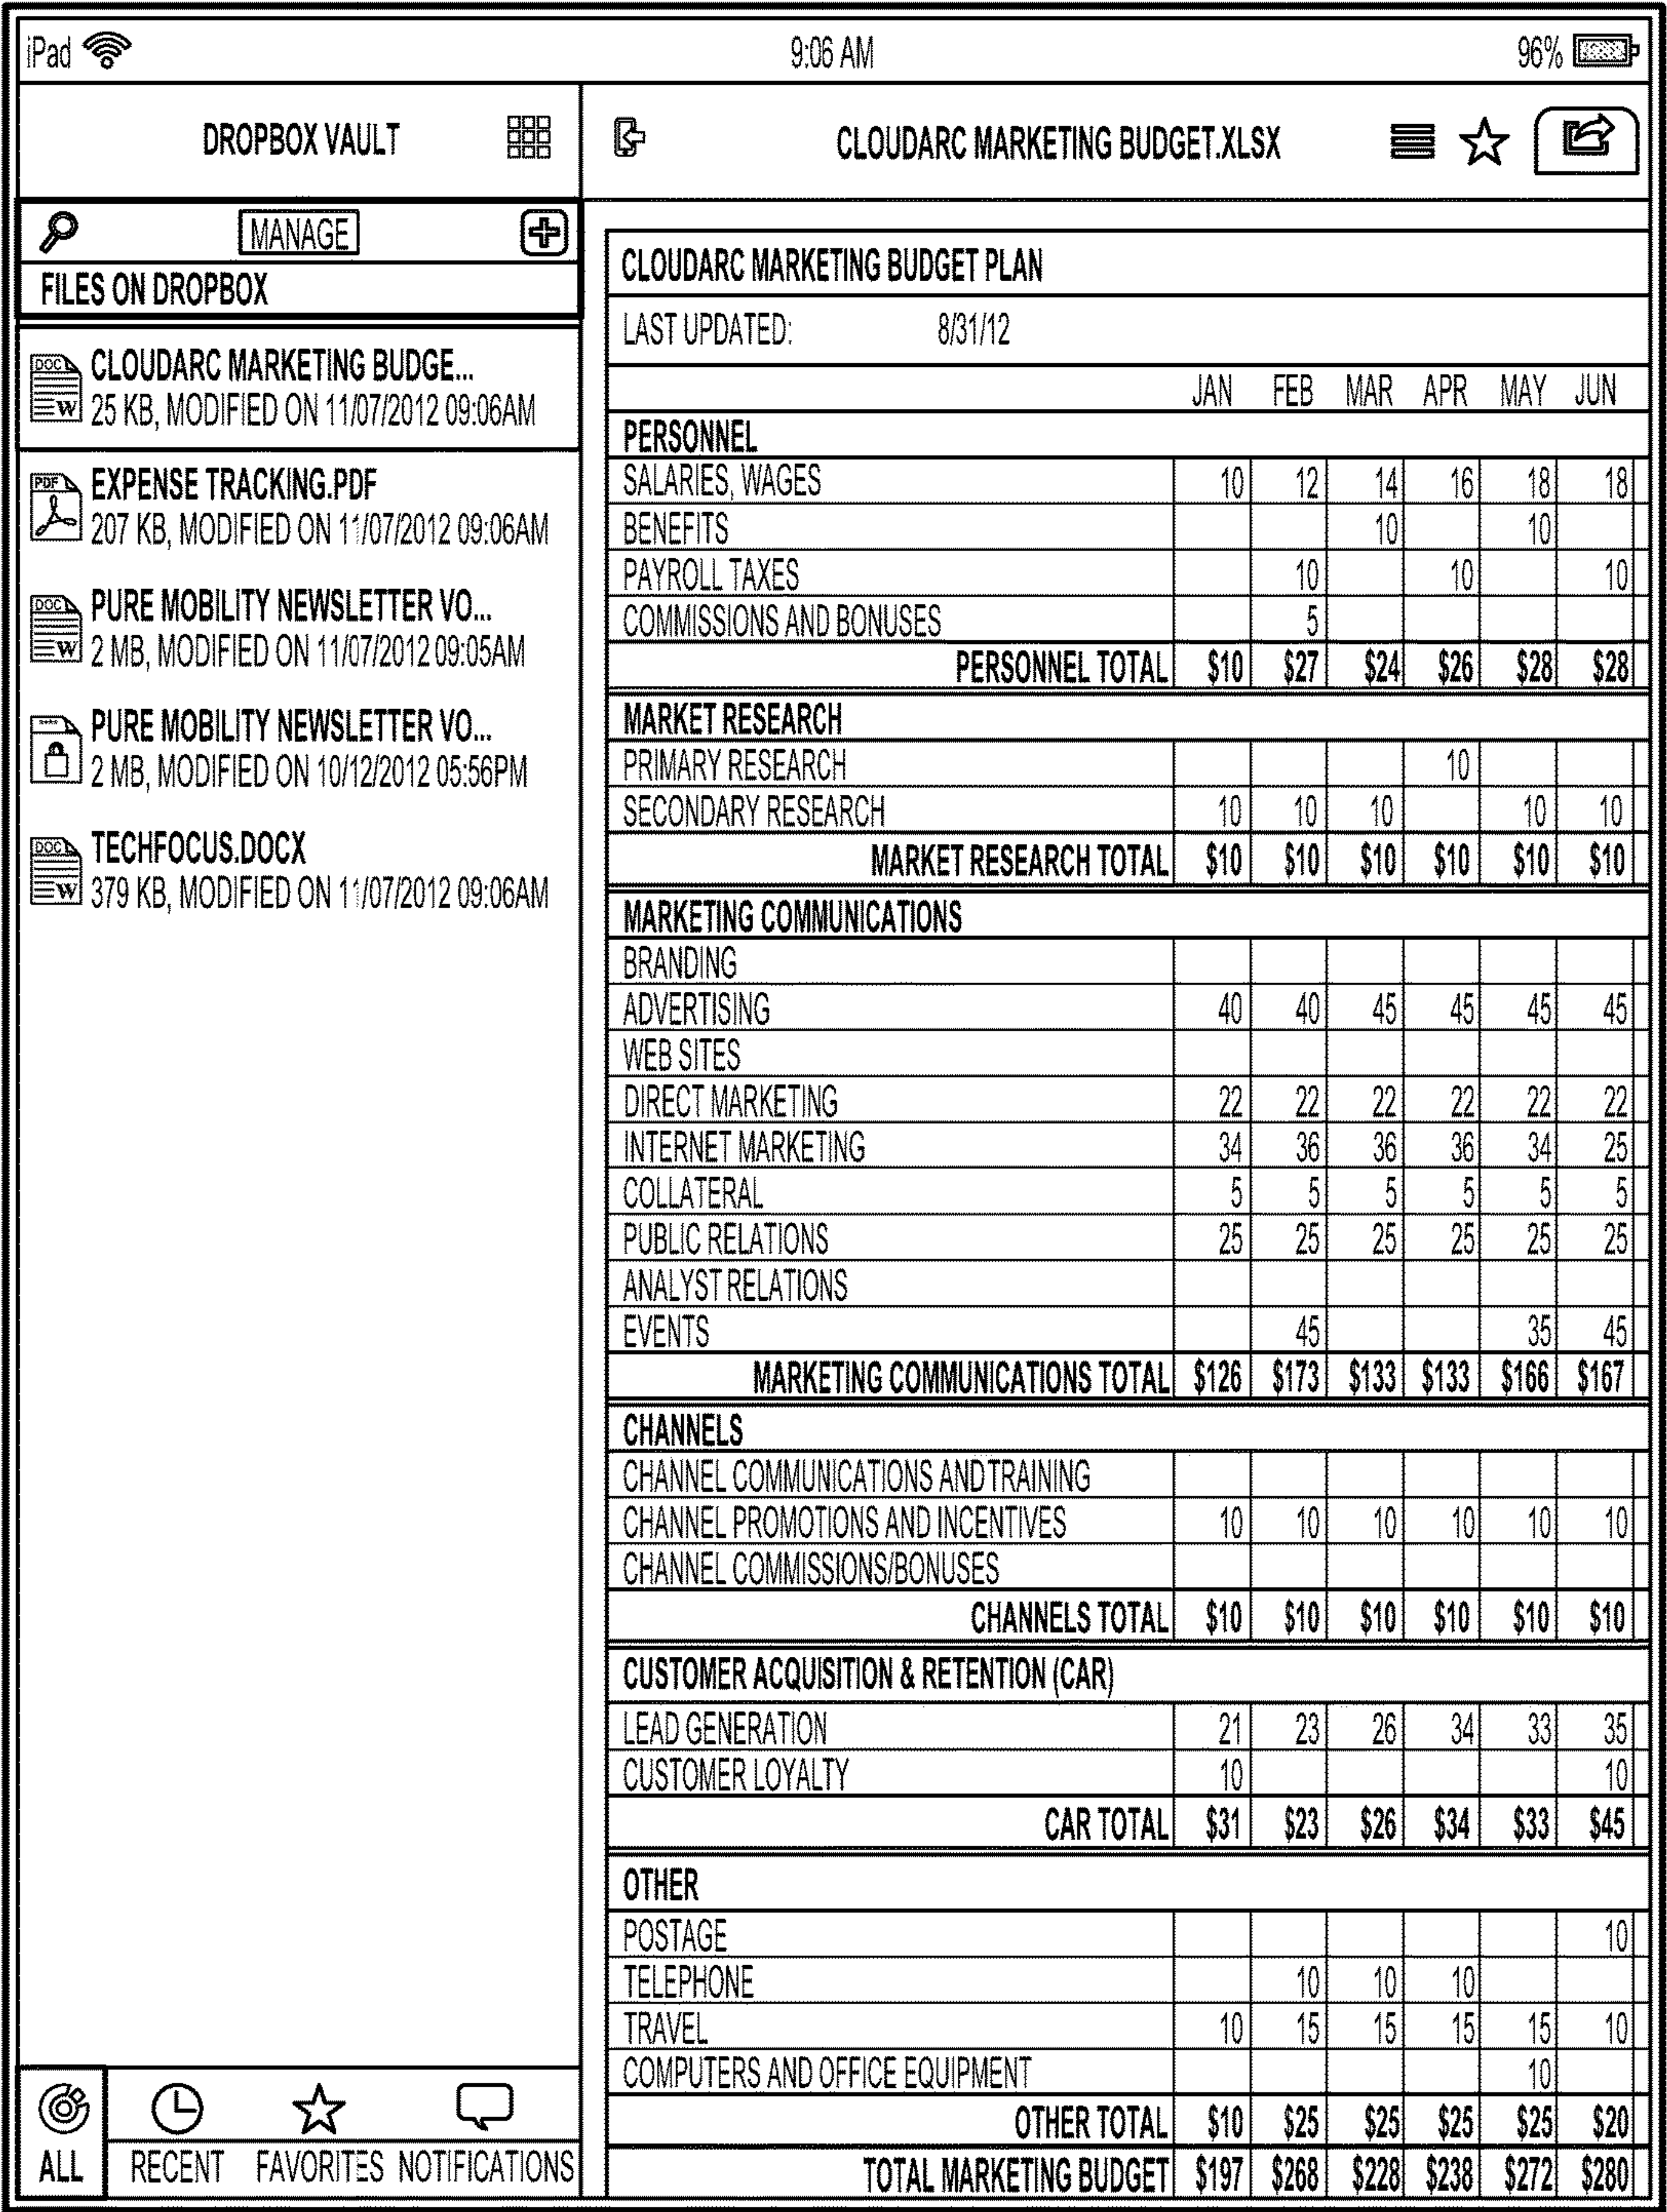 iPad 9:06 AM 96%
DROPBOX VAULT
MANAGE
FILES ON DROPBOX
DOC W CLOUDARC MARKETING BUDGE...
25 KB, MODIFIED ON 11/07/2012 09:06AM
PDF EXPENSE TRACKING.PDF
207 KB, MODIFIED ON 11/07/2012 09:06AM
DOC W PURE MOBILITY NEWSLETTER VO...
2 MB, MODIFIED ON 11/07/2012 09:05AM
**** PURE MOBILITY NEWSLETTER VO...
2 MB, MODIFIED ON 10/12/2012 05:56PM
DOC W TECHFOCUS.DOCX
379 KB, MODIFIED ON 11/07/2012 09:06AM
ALL RECENT FAVORITES NOTIFICATIONS
CLOUDARC MARKETING BUDGET.XLSX
CLOUDARC MARKETING BUDGET PLAN
LAST UPDATED: 8/31/12
JAN FEB MAR APR MAY JUN
PERSONNEL
SALARIES, WAGES 10 12 14 16 18 18
BENEFITS 10 10
PAYROLL TAXES 10 10 10
COMMISSIONS AND BONUSES 5
PERSONNEL TOTAL $10 $27 $24 $26 $28 $28
MARKET RESEARCH
PRIMARY RESEARCH 10
SECONDARY RESEARCH 10 10 10 10 10
MARKET RESEARCH TOTAL $10 $10 $10 $10 $10 $10
MARKETING COMMUNICATIONS
BRANDING
ADVERTISING 40 40 45 45 45 45
WEB SITES
DIRECT MARKETING 22 22 22 22 22 22
INTERNET MARKETING 34 36 36 36 34 25
COLLATERAL 5 5 5 5 5 5
PUBLIC RELATIONS 25 25 25 25 25 25
ANALYST RELATIONS
EVENTS 45 35 45
MARKETING COMMUNICATIONS TOTAL $126 $173 $133 $133 $166 $167
CHANNELS
CHANNEL COMMUNICATIONS AND TRAINING
CHANNEL PROMOTIONS AND INCENTIVES 10 10 10 10 10 10
CHANNEL COMMISSIONS/BONUSES
CHANNELS TOTAL $10 $10 $10 $10 $10 $10
CUSTOMER ACQUISITION & RETENTION (CAR)
LEAD GENERATION 21 23 26 34 33 35
CUSTOMER LOYALTY 10 10
CAR TOTAL $31 $23 $26 $34 $33 $45
OTHER
POSTAGE 10
TELEPHONE 10 10 10
TRAVEL 10 15 15 15 15 10
COMPUTERS AND OFFICE EQUIPMENT 10
OTHER TOTAL $10 $25 $25 $25 $25 $20
TOTAL MARKETING BUDGET $197 $268 $228 $238 $272 $280